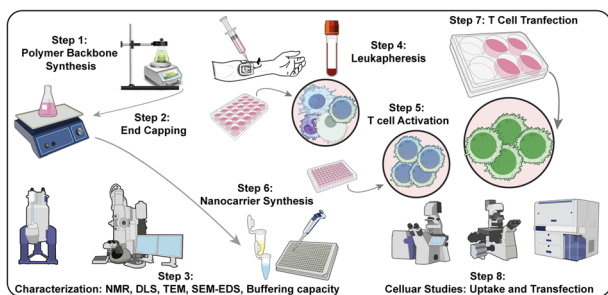 Step 1:
Polymer Backbone
Synthesis
Step 2:
End Capping
Step 3:
Characterization: NMR, DLS, TEM, SEM-EDS, Buffering capacity
Step 4:
Leukapheresis
Step 5:
T cell Activation
Step 6:
Nanocarrier Synthesis
Step 7: T Cell Transfection
Step 8:
Celluar Studies: Uptake and Transfection